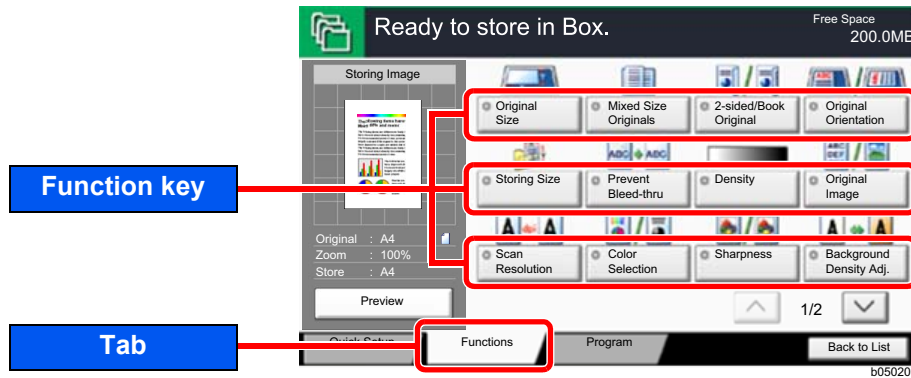 Ready to store in Box.
Free Space
200.0MB
Storing Image
Original
Size
Mixed Size
Originals
2-sided/Book
Original
Original
Orientation
Function key
Storing Size
Prevent
Bleed-thru
Density
Original
Image
Original : A4
Zoom : 100%
Store : A4
Scan
Resolution
Color
Selection
Sharpness
Background
Density Adj.
Preview
1/2
Tab
Quick Setup
Functions
Program
Back to List
b05020